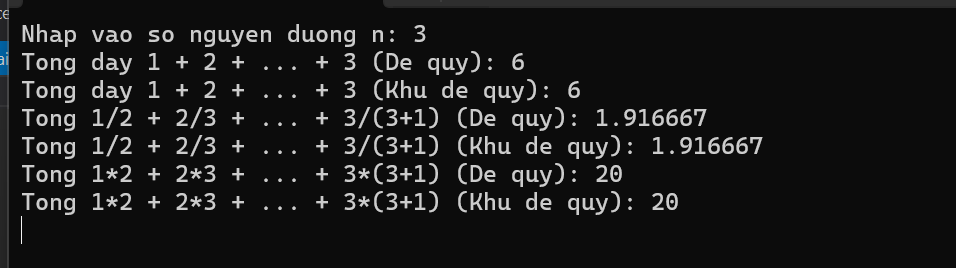 Nhap vao so nguyen duong n: 3
Tong day 1 + 2 + ... + 3 (De quy): 6
Tong day 1 + 2 + ... + 3 (Khu de quy): 6
Tong 1/2 + 2/3 + ... + 3/(3+1) (De quy): 1.916667
Tong 1/2 + 2/3 + ... + 3/(3+1) (Khu de quy): 1.916667
Tong 1*2 + 2*3 + ... + 3*(3+1) (De quy): 20
Tong 1*2 + 2*3 + ... + 3*(3+1) (Khu de quy): 20